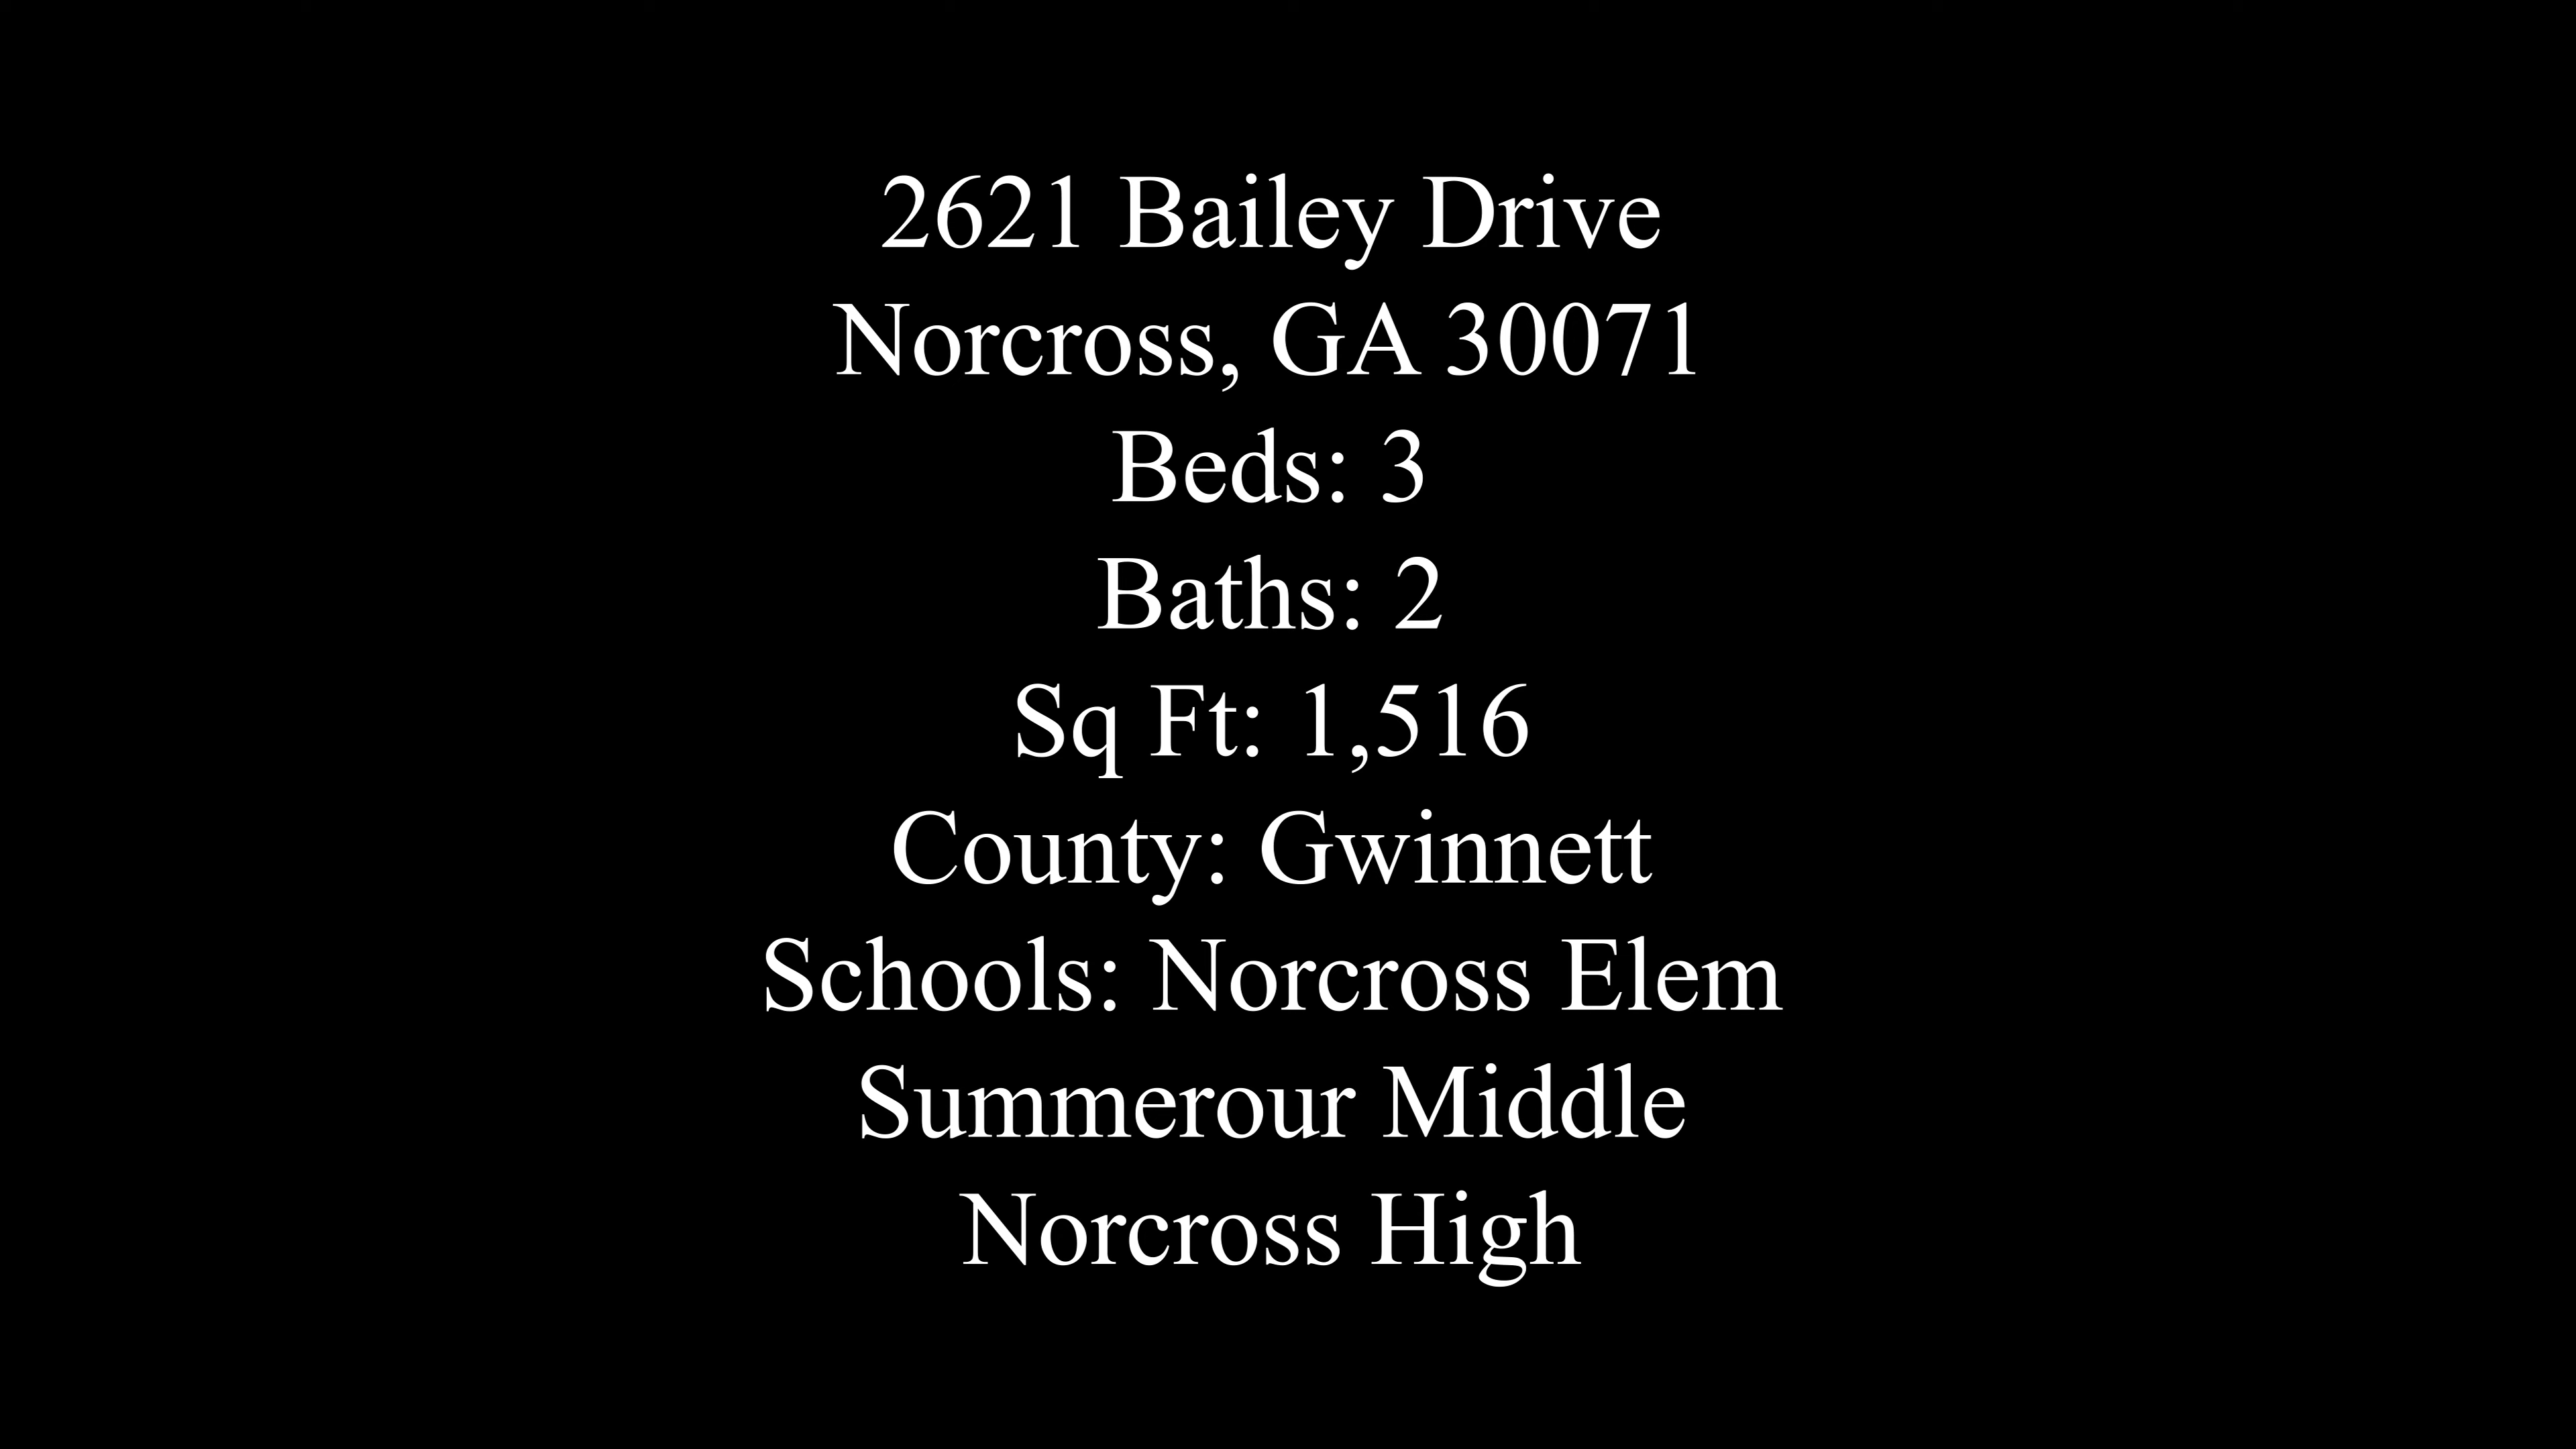 2621 Bailey Drive
Norcross, GA 30071
Beds: 3
Baths: 2
Sq Ft: 1,516
County: Gwinnett
Schools: Norcross Elem
Summerour Middle
Norcross High